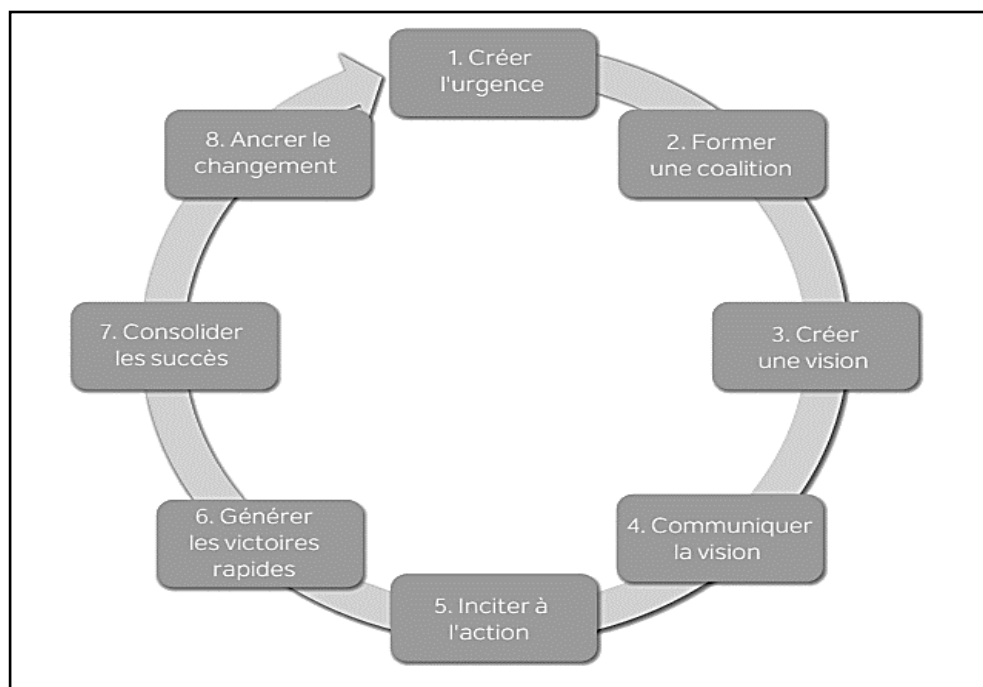 1. Créer
l'urgence
2. Former
une coalition
3. Créer
une vision
4. Communiquer
la vision
5. Inciter à
l'action
6. Générer
les victoires
rapides
7. Consolider
les succès
8. Ancrer le
changement